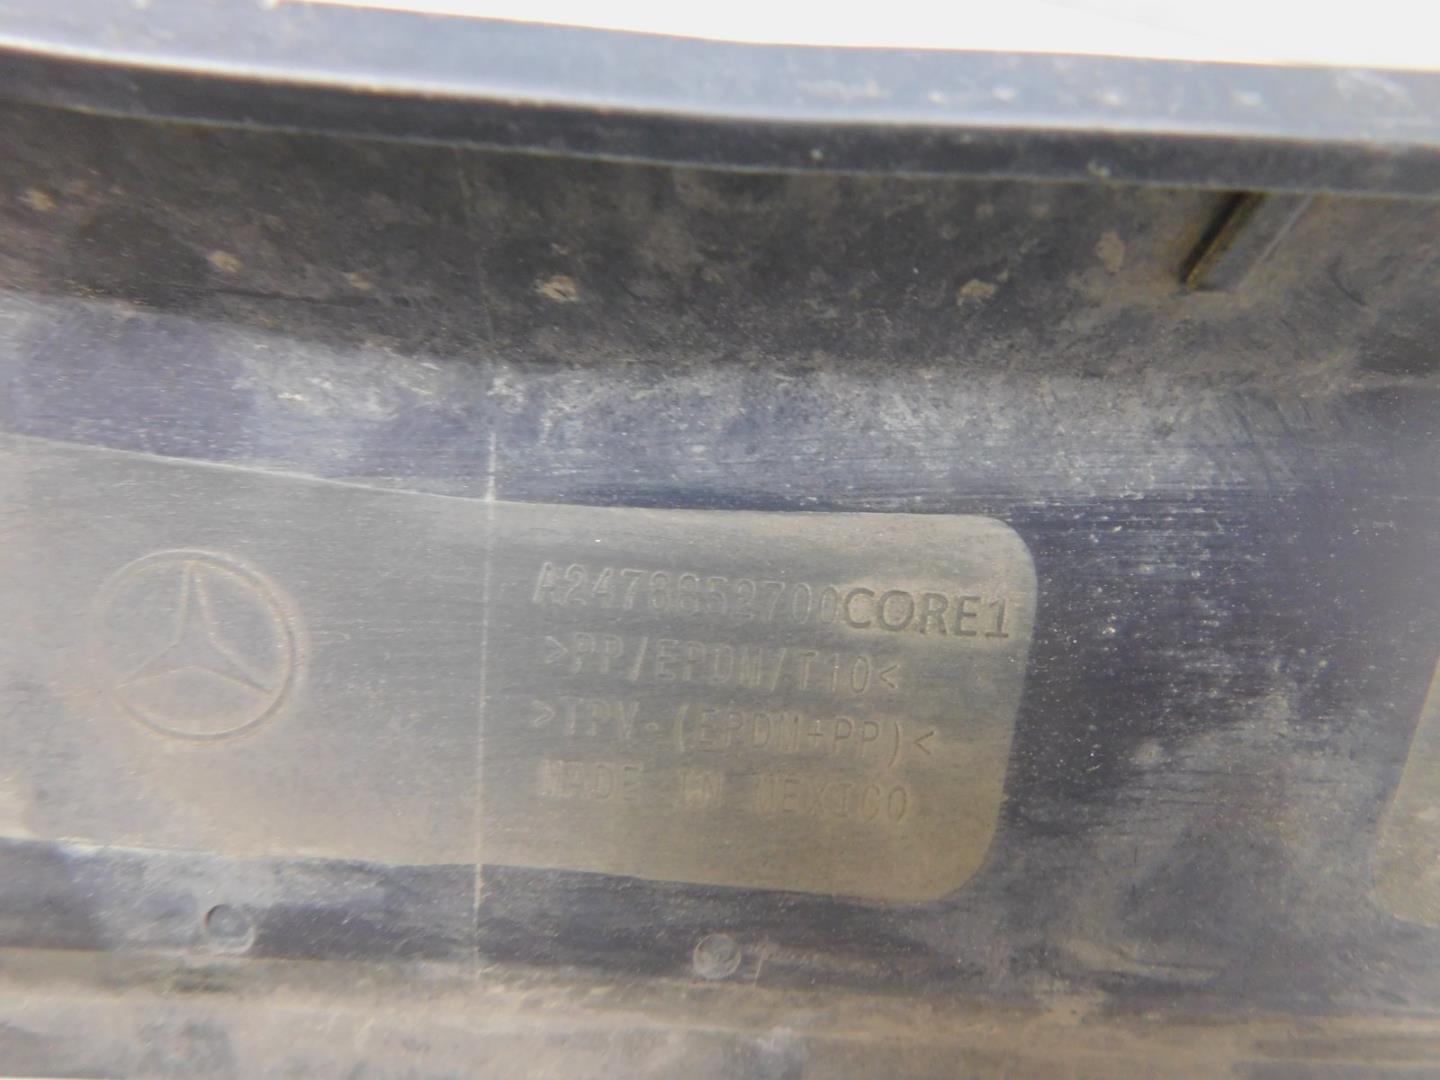 A2478852700CORE1
>PP/EPDM/T10<
>TPV-(EPDM+PP)<
MADE IN MEXICO